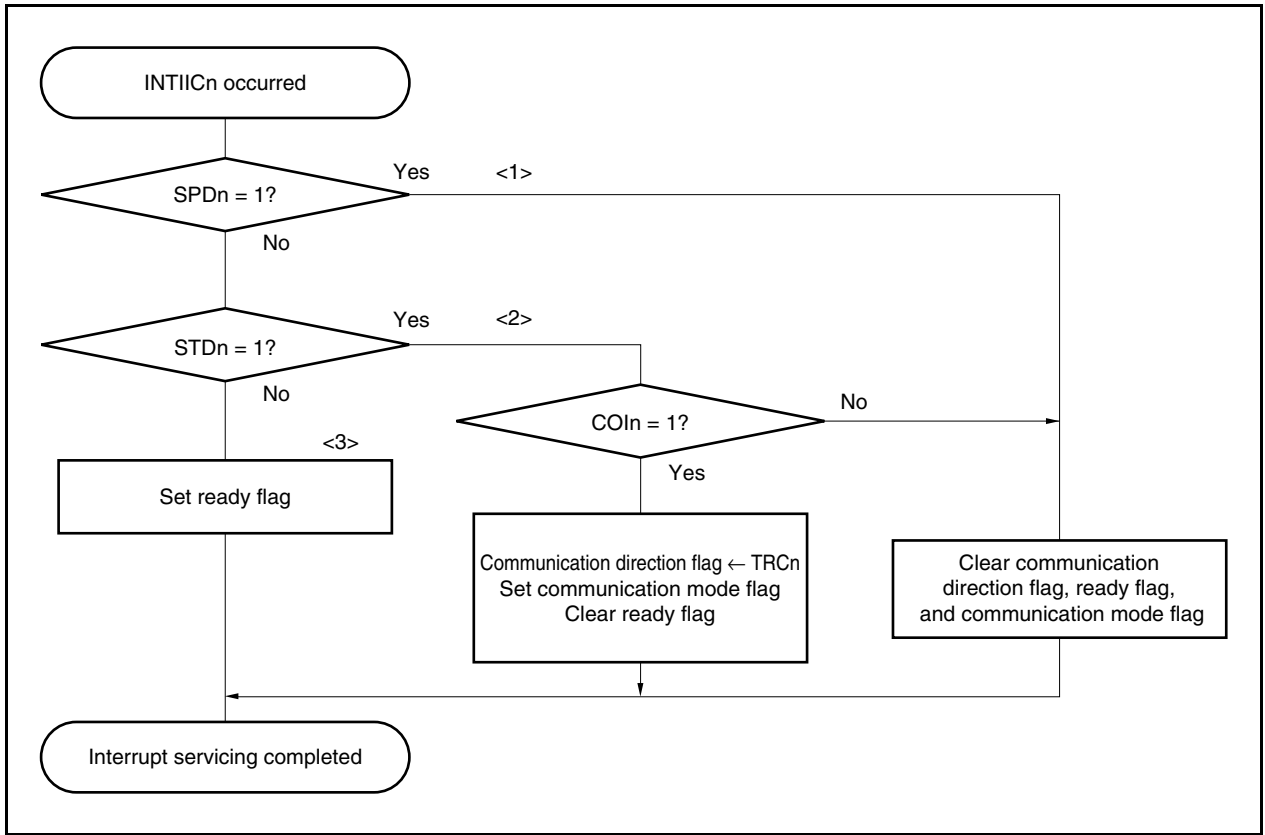 INTIICn occurred
Yes
<1>
SPDn = 1?
No
Yes
<2>
STDn = 1?
No
No
COIn = 1?
<3>
Yes
Set ready flag
Communication direction flag ← TRCn
Set communication mode flag
Clear ready flag
Clear communication
direction flag, ready flag,
and communication mode flag
Interrupt servicing completed